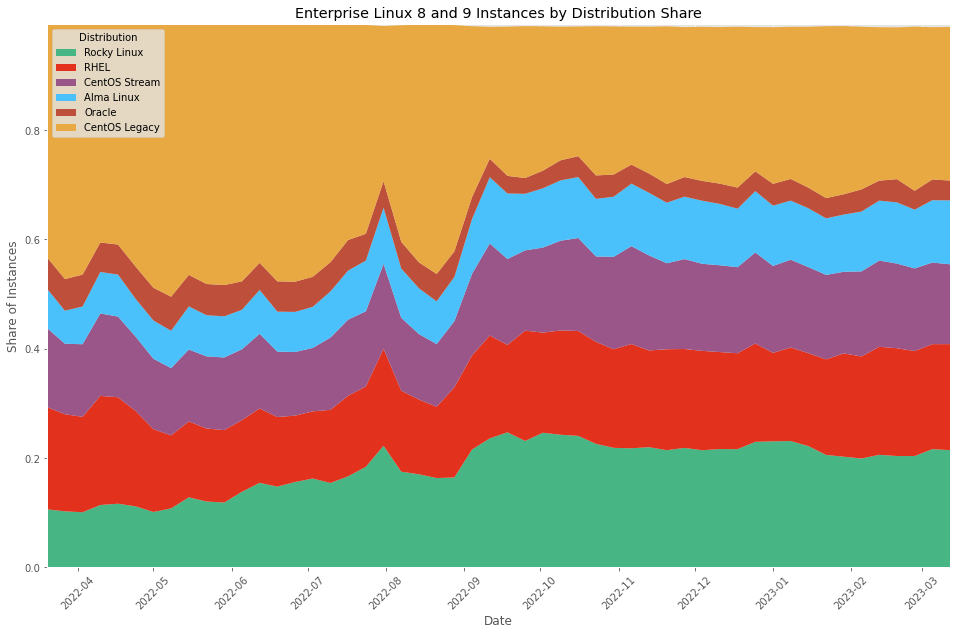 Enterprise Linux 8 and 9 Instances by Distribution Share
Distribution
Rocky Linux
RHEL
CentOS Stream
Alma Linux
Oracle
CentOS Legacy
Share of Instances
0.8
0.6
0.4
0.2
0.0
2022-04
2022-05
2022-06
2022-07
2022-08
2022-09
2022-10
2022-11
2022-12
2023-01
2023-02
2023-03
Date